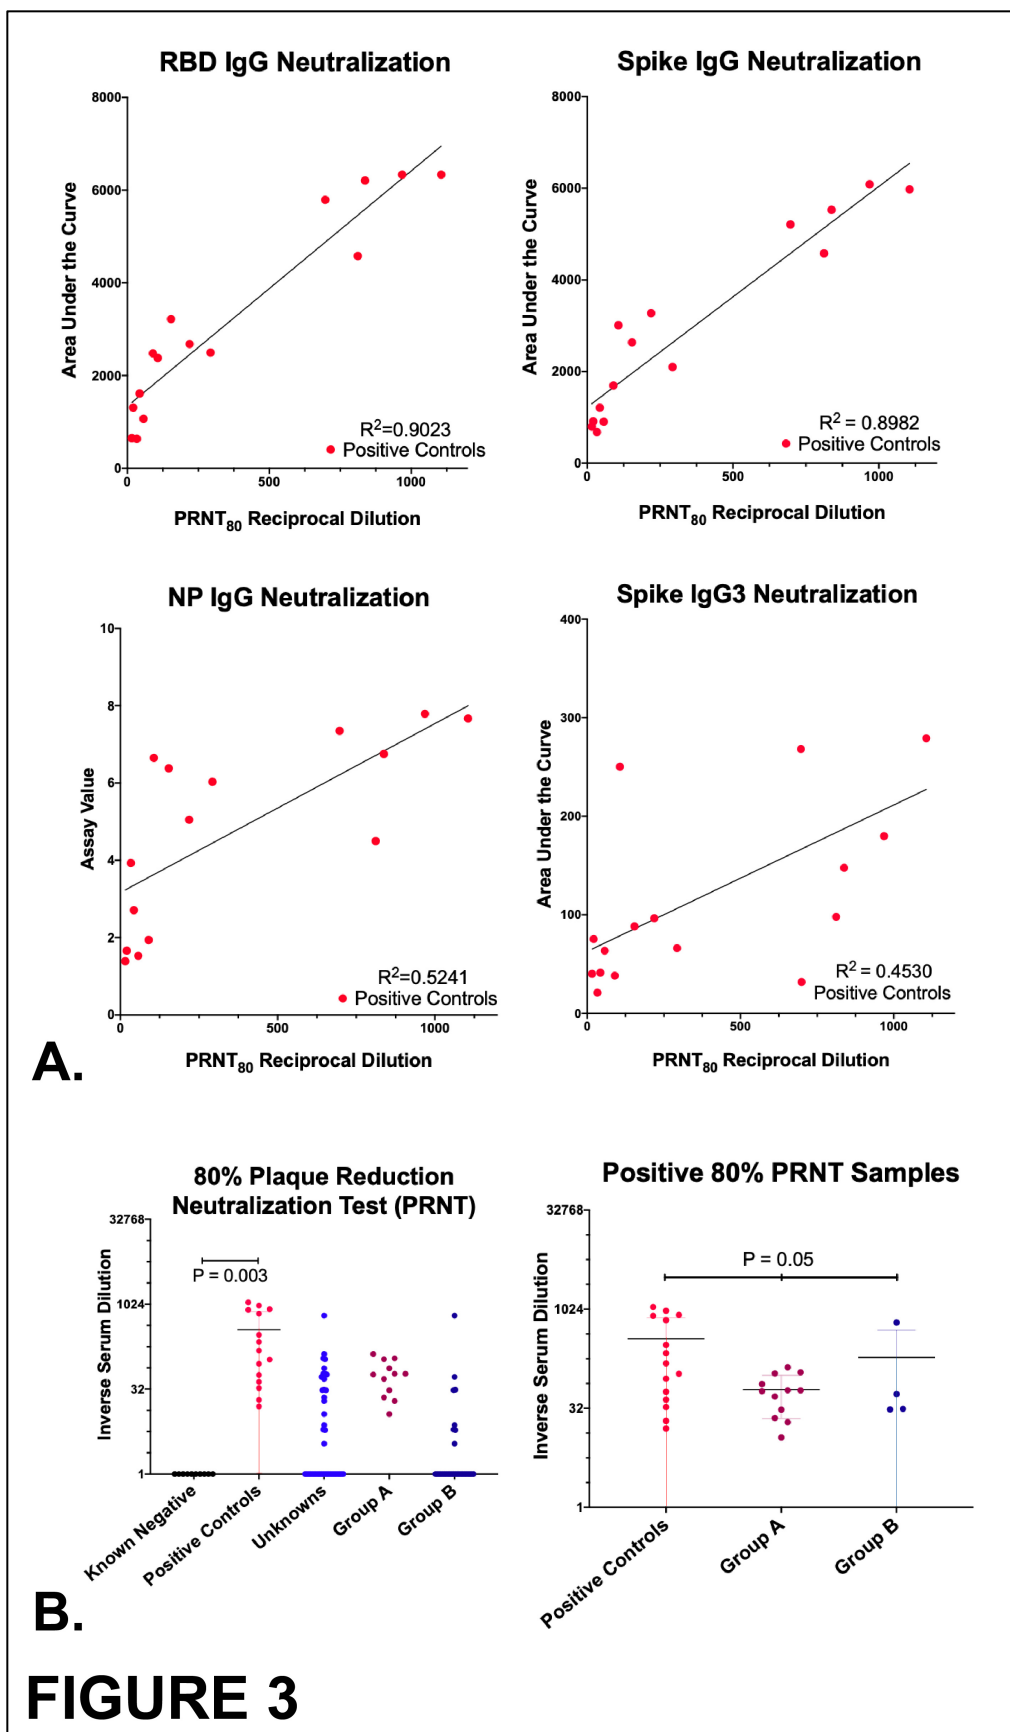 RBD IgG Neutralization
8000
6000
4000
2000
0
0
500
1000
Area Under the Curve
R²=0.9023
Positive Controls
PRNT₈₀ Reciprocal Dilution
Spike IgG Neutralization
8000
6000
4000
2000
0
0
500
1000
Area Under the Curve
R² = 0.8982
Positive Controls
PRNT₈₀ Reciprocal Dilution
NP IgG Neutralization
10
8
6
4
2
0
0
500
1000
Assay Value
R²=0.5241
Positive Controls
PRNT₈₀ Reciprocal Dilution
Spike IgG3 Neutralization
400
300
200
100
0
0
500
1000
Area Under the Curve
R² = 0.4530
Positive Controls
PRNT₈₀ Reciprocal Dilution
A.
80% Plaque Reduction
Neutralization Test (PRNT)
32768
1024
32
1
Inverse Serum Dilution
P = 0.003
Known Negative
Positive Controls
Unknowns
Group A
Group B
Positive 80% PRNT Samples
32768
1024
32
1
Inverse Serum Dilution
P = 0.05
Positive Controls
Group A
Group B
B.
FIGURE 3